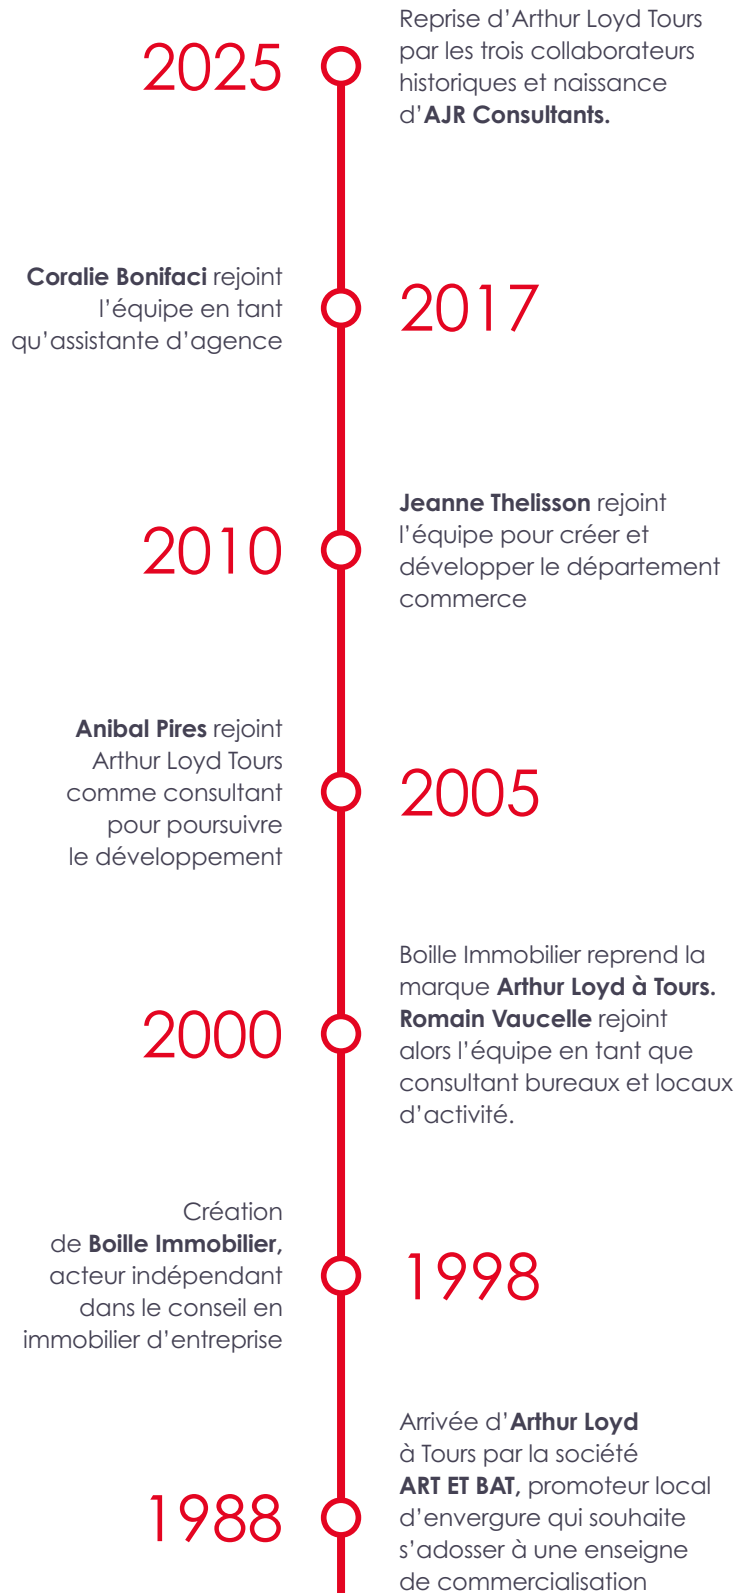 2025
Reprise d’Arthur Loyd Tours
par les trois collaborateurs
historiques et naissance
d’AJR Consultants.
Coralie Bonifaci rejoint
l’équipe en tant
qu’assistante d’agence
2017
2010
Jeanne Thelisson rejoint
l’équipe pour créer et
développer le département
commerce
Anibal Pires rejoint
Arthur Loyd Tours
comme consultant
pour poursuivre
le développement
2005
2000
Boille Immobilier reprend la
marque Arthur Loyd à Tours.
Romain Vaucelle rejoint
alors l’équipe en tant que
consultant bureaux et locaux
d’activité.
Création
de Boille Immobilier,
acteur indépendant
dans le conseil en
immobilier d’entreprise
1998
1988
Arrivée d’Arthur Loyd
à Tours par la société
ART ET BAT, promoteur local
d’envergure qui souhaite
s’adosser à une enseigne
de commercialisation